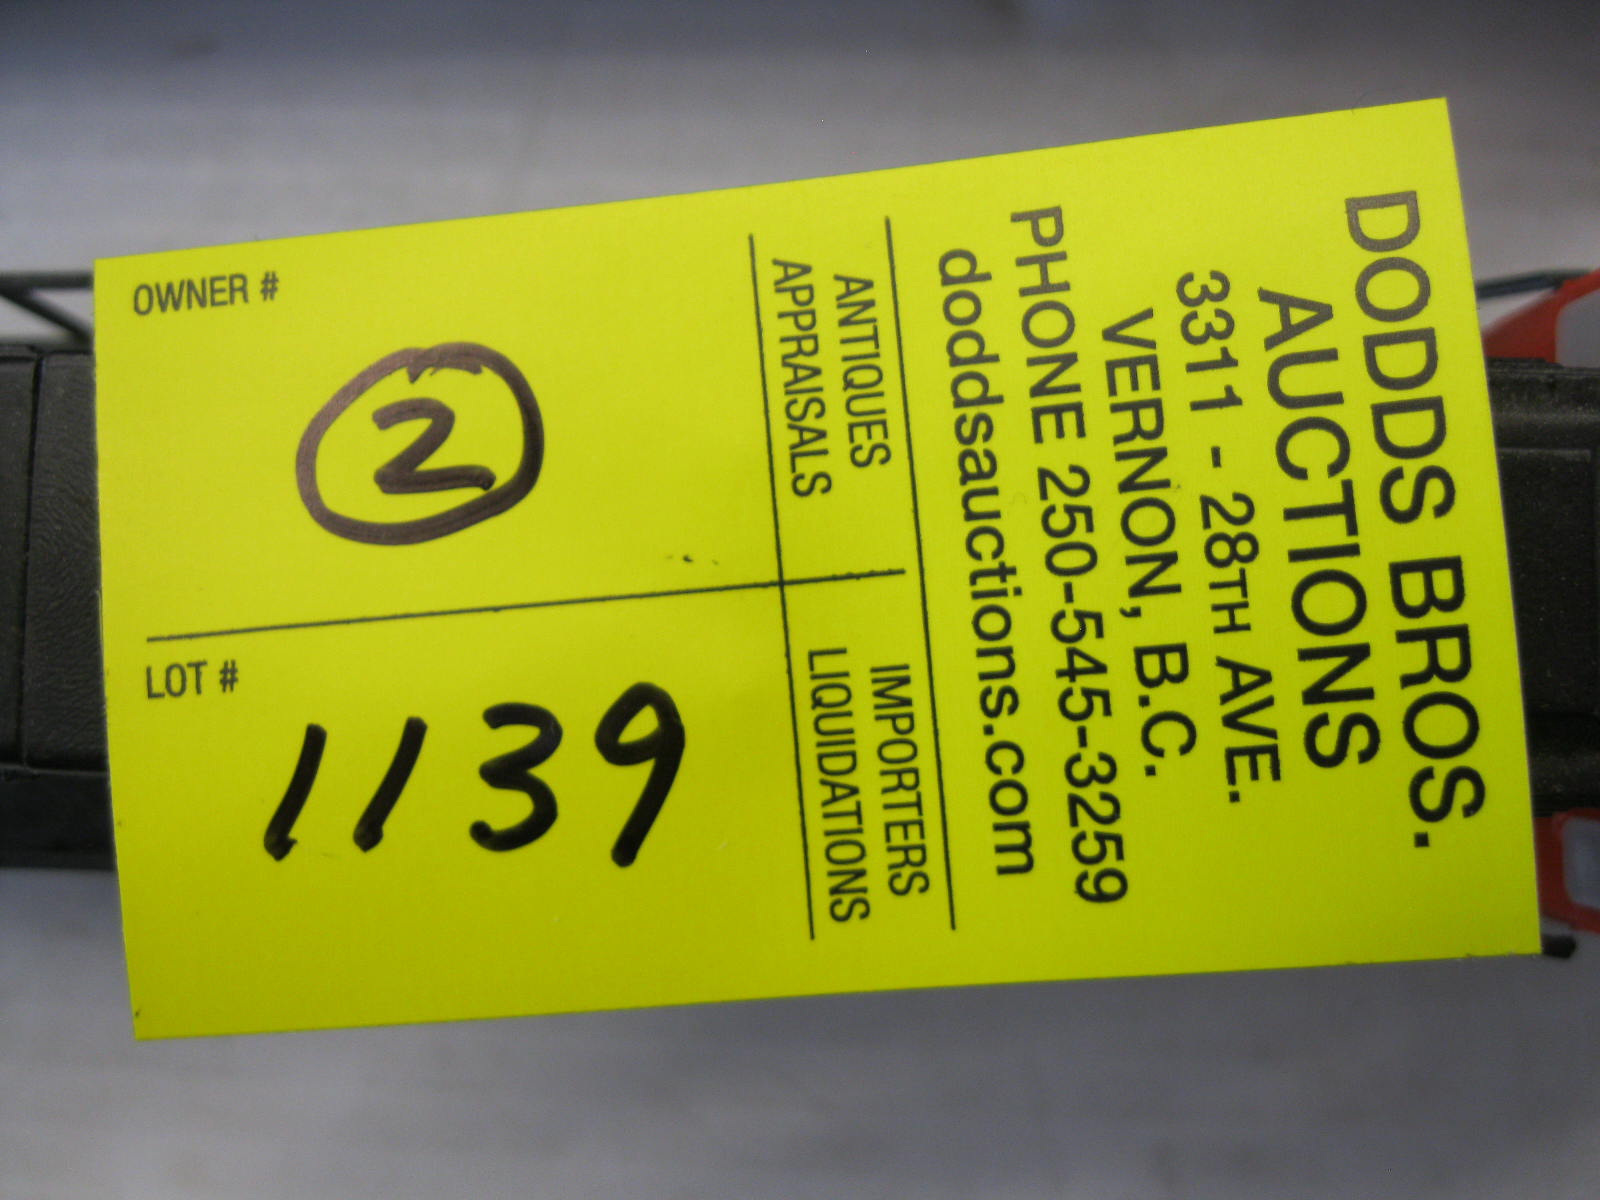 DODDS BROS.
AUCTIONS
3311 - 28TH AVE.
VERNON, B.C.
PHONE 250-545-3259
doddsauctions.com
ANTIQUES IMPORTERS
APPRAISALS LIQUIDATIONS
OWNER #
2
LOT #
1139